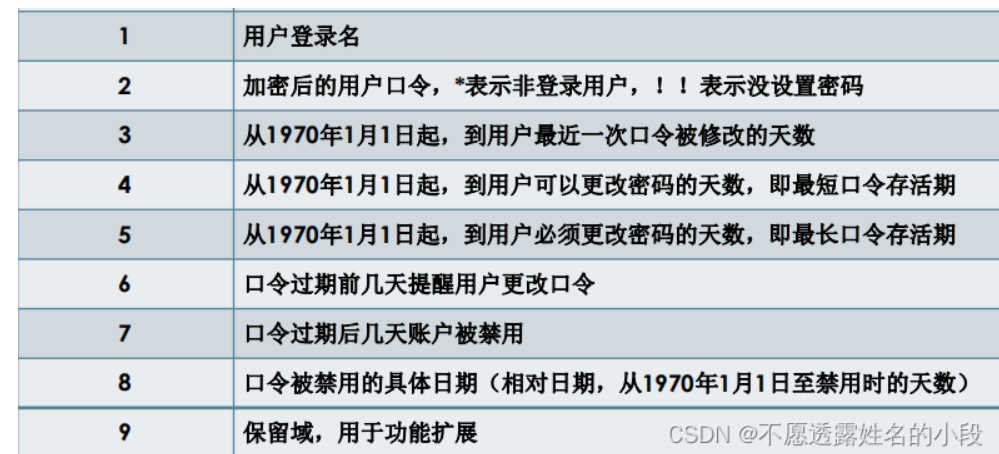 1 用户登录名
2 加密后的用户口令，*表示非登录用户，！！表示没设置密码
3 从1970年1月1日起，到用户最近一次口令被修改的天数
4 从1970年1月1日起，到用户可以更改密码的天数，即最短口令存活期
5 从1970年1月1日起，到用户必须更改密码的天数，即最长口令存活期
6 口令过期前几天提醒用户更改口令
7 口令过期后几天账户被禁用
8 口令被禁用的具体日期（相对日期，从1970年1月1日至禁用时的天数）
9 保留域，用于功能扩展
CSDN @不愿透露姓名的小段